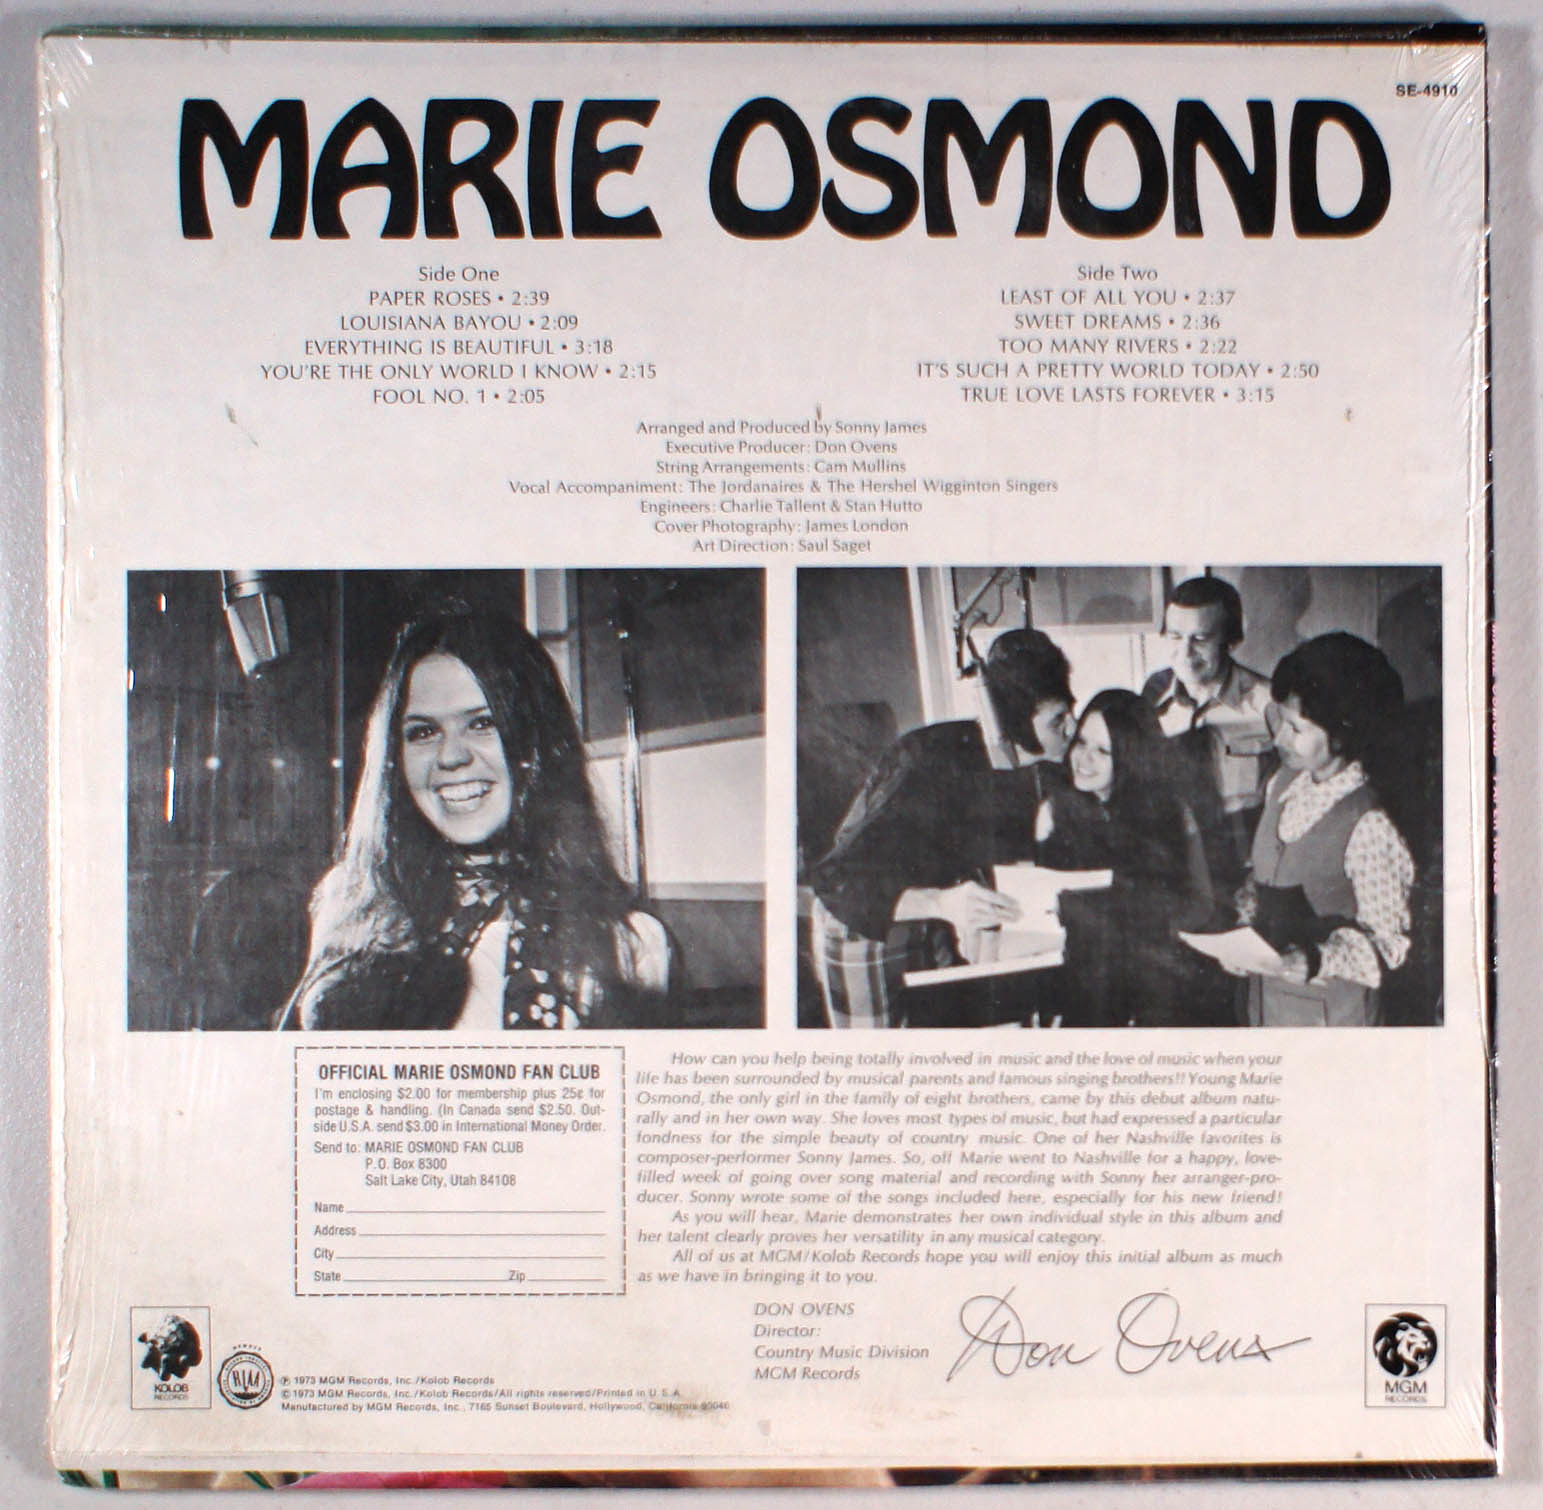 SE-4910
MARIE OSMOND
Side One
PAPER ROSES • 2:39
LOUISIANA BAYOU • 2:09
EVERYTHING IS BEAUTIFUL • 3:18
YOU'RE THE ONLY WORLD I KNOW • 2:15
FOOL NO. 1 • 2:05
Side Two
LEAST OF ALL YOU • 2:37
SWEET DREAMS • 2:36
TOO MANY RIVERS • 2:22
IT'S SUCH A PRETTY WORLD TODAY • 2:50
TRUE LOVE LASTS FOREVER • 3:15
Arranged and Produced by Sonny James
Executive Producer: Don Ovens
String Arrangements: Cam Mullins
Vocal Accompaniment: The Jordanaires & The Hershel Wigginton Singers
Engineers: Charlie Tallent & Stan Hutto
Cover Photography: James London
Art Direction: Saul Saget
OFFICIAL MARIE OSMOND FAN CLUB
I'm enclosing $2.00 for membership plus 25¢ for
postage & handling. (In Canada send $2.50. Out-
side U.S.A. send $3.00 in International Money Order.
Send to: MARIE OSMOND FAN CLUB
P.O. Box 8300
Salt Lake City, Utah 84108
Name
Address
City
State Zip
How can you help being totally involved in music and the love of music when your
life has been surrounded by musical parents and famous singing brothers!! Young Marie
Osmond, the only girl in the family of eight brothers, came by this debut album natu-
rally and in her own way. She loves most types of music, but had expressed a particular
fondness for the simple beauty of country music. One of her Nashville favorites is
composer-performer Sonny James. So, off Marie went to Nashville for a happy, love-
filled week of going over song material and recording with Sonny her arranger-pro-
ducer. Sonny wrote some of the songs included here, especially for his new friend!
As you will hear, Marie demonstrates her own individual style in this album and
her talent clearly proves her versatility in any musical category.
All of us at MGM/Kolob Records hope you will enjoy this initial album as much
as we have in bringing it to you.
DON OVENS
Director:
Country Music Division
MGM Records
Don Ovens
KOLOB
RECORDS
MEMBER
RIAA
℗ 1973 MGM Records, Inc./Kolob Records
© 1973 MGM Records, Inc./Kolob Records/All rights reserved/Printed in U.S.A.
Manufactured by MGM Records, Inc., 7165 Sunset Boulevard, Hollywood, California 90046
MGM
RECORDS